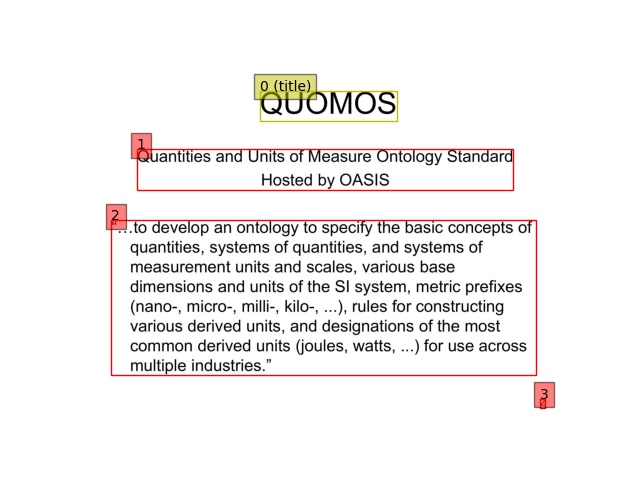 0 (title)
QUOMOS
1
Quantities and Units of Measure Ontology Standard
Hosted by OASIS
2
…to develop an ontology to specify the basic concepts of
quantities, systems of quantities, and systems of
measurement units and scales, various base
dimensions and units of the SI system, metric prefixes
(nano-, micro-, milli-, kilo-, ...), rules for constructing
various derived units, and designations of the most
common derived units (joules, watts, ...) for use across
multiple industries.”
3